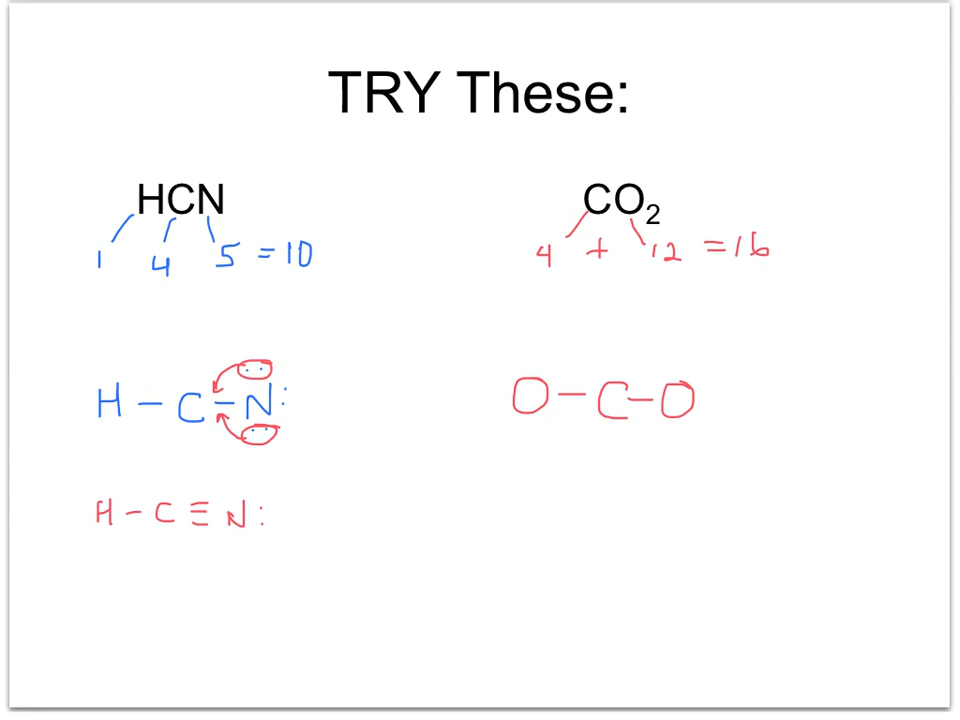 TRY These:
HCN
1 4 5 = 10
H – C – N:
H – C ≡ N:
CO₂
4 + 12 = 16
O – C – O